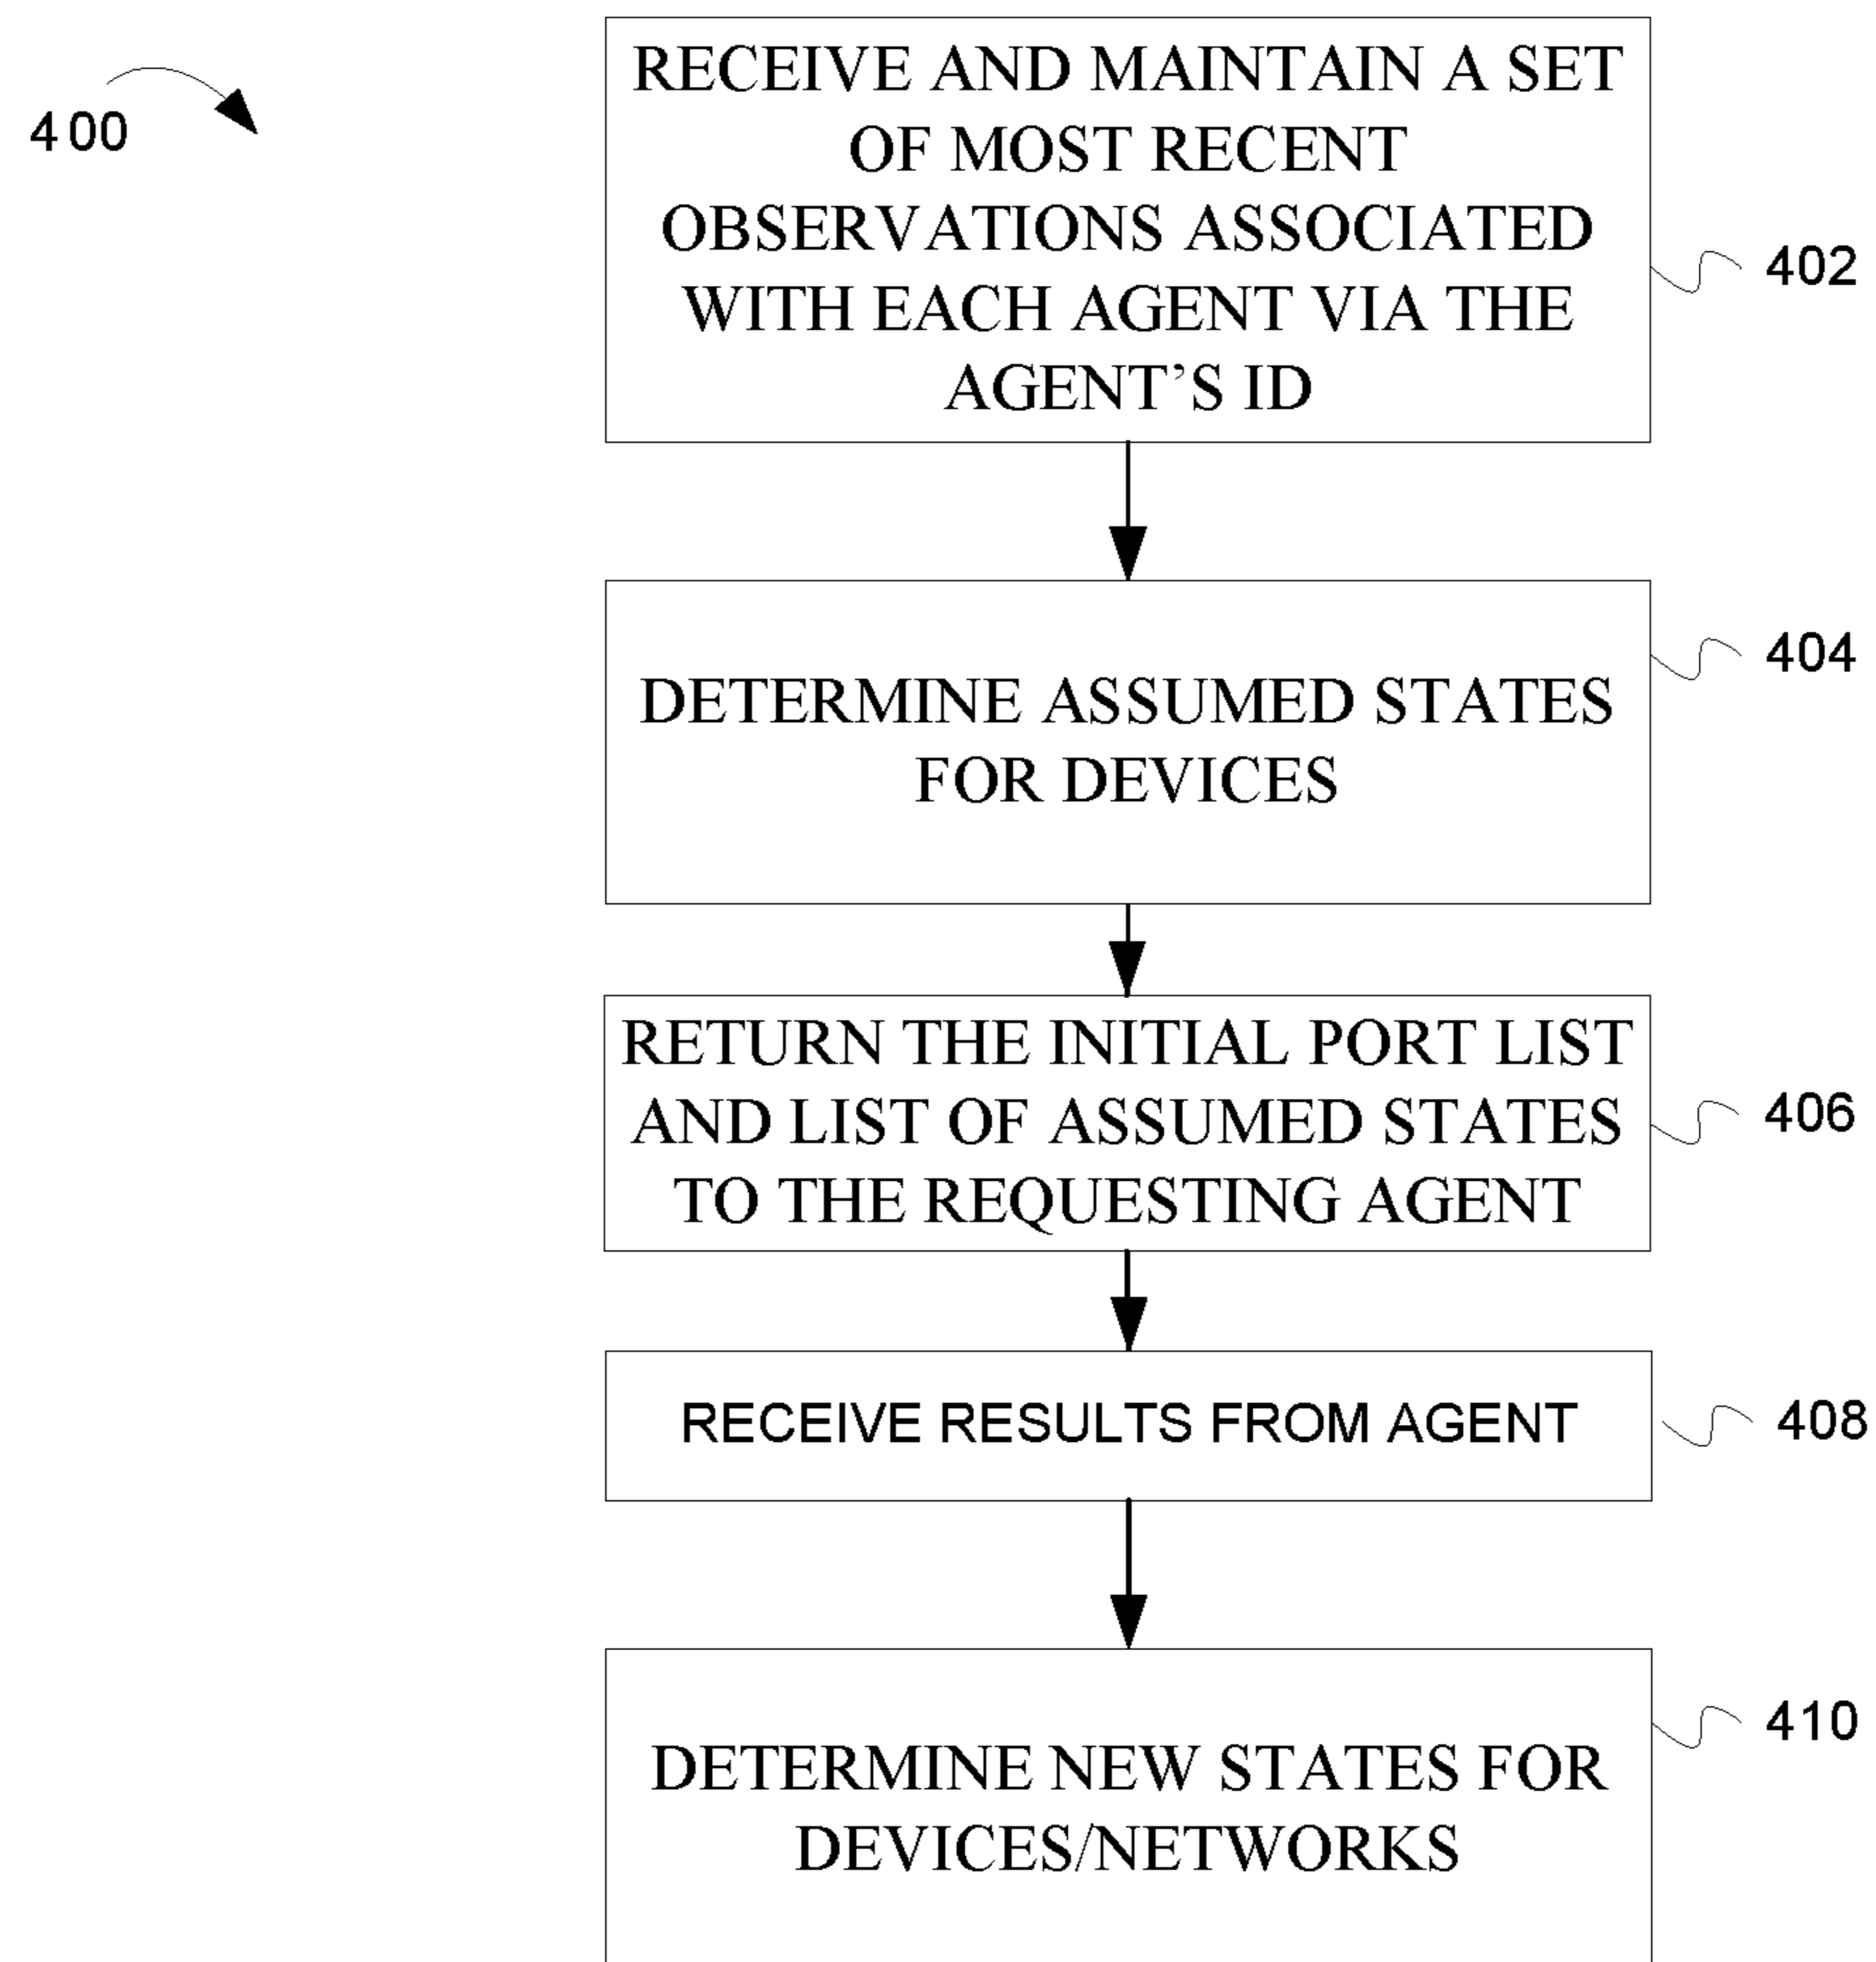 400
RECEIVE AND MAINTAIN A SET
OF MOST RECENT
OBSERVATIONS ASSOCIATED
WITH EACH AGENT VIA THE
AGENT’S ID
402
DETERMINE ASSUMED STATES
FOR DEVICES
404
RETURN THE INITIAL PORT LIST
AND LIST OF ASSUMED STATES
TO THE REQUESTING AGENT
406
RECEIVE RESULTS FROM AGENT
408
DETERMINE NEW STATES FOR
DEVICES/NETWORKS
410